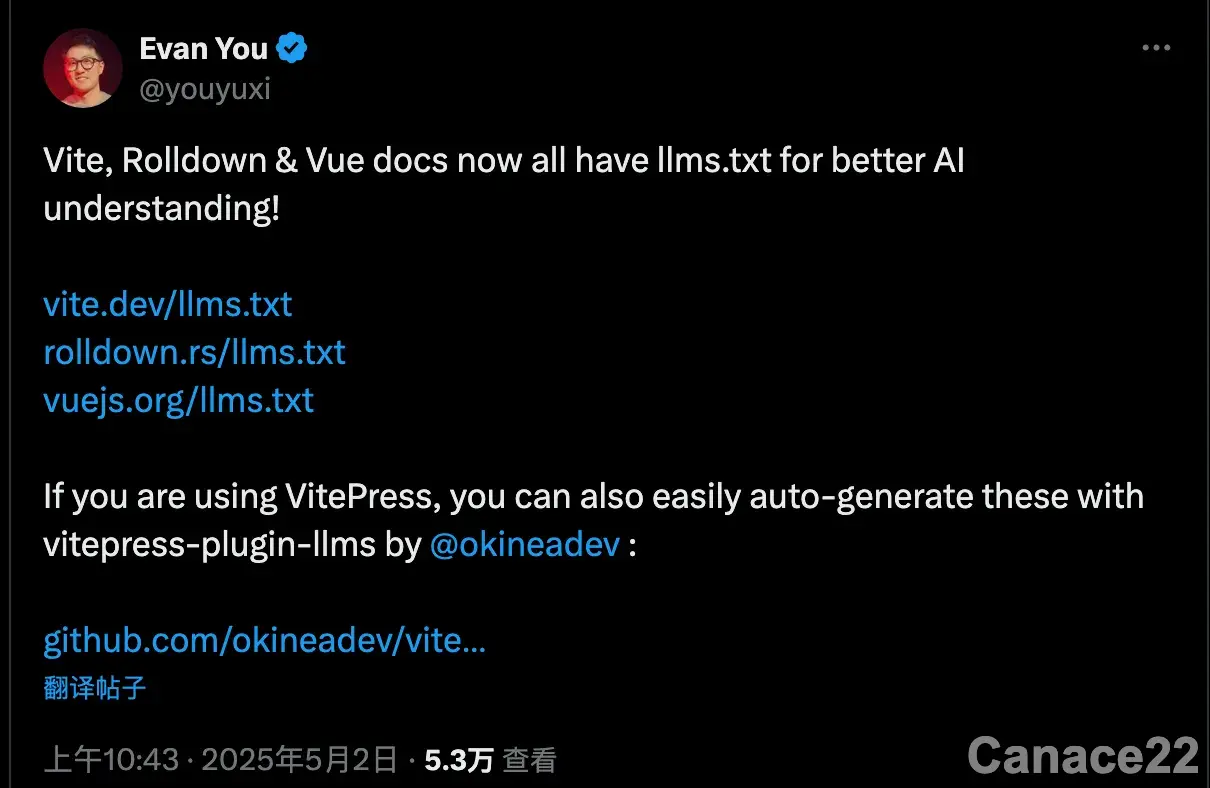 Evan You
@youyuxi
Vite, Rolldown & Vue docs now all have llms.txt for better AI
understanding!
vite.dev/llms.txt
rolldown.rs/llms.txt
vuejs.org/llms.txt
If you are using VitePress, you can also easily auto-generate these with
vitepress-plugin-llms by @okineadev :
github.com/okineadev/vite...
翻译帖子
上午10:43 · 2025年5月2日 · 5.3万 查看
Canace22